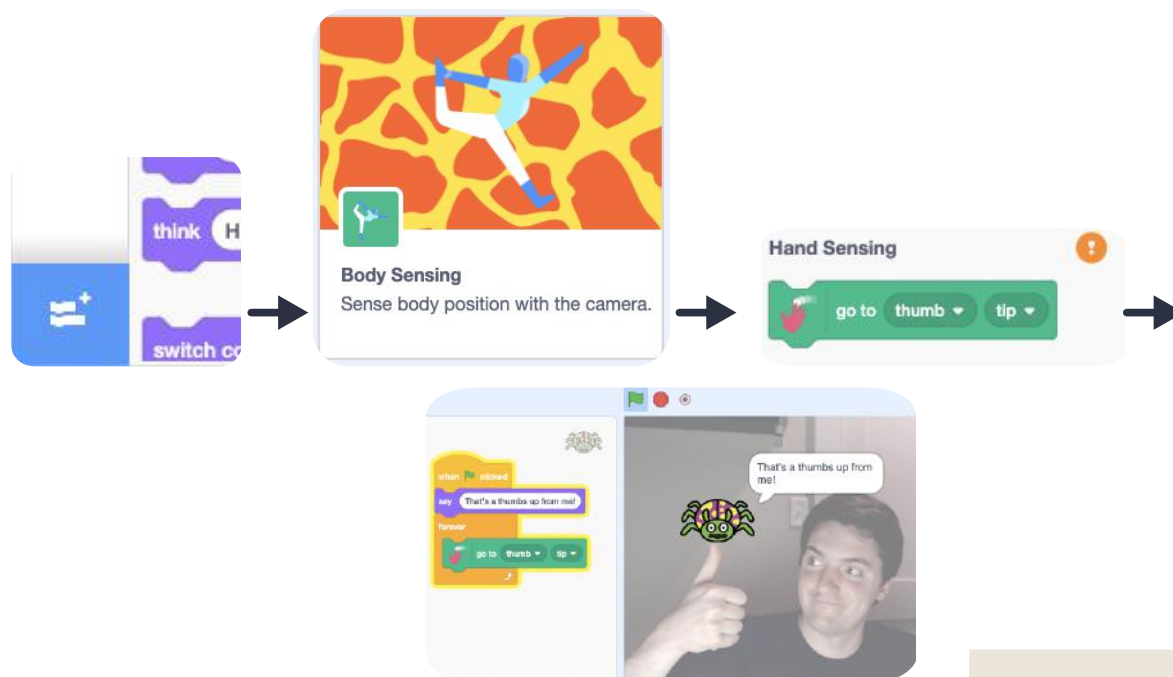 think H
switch co
Body Sensing
Sense body position with the camera.
Hand Sensing
go to thumb tip
when clicked
say That's a thumbs up from me!
forever
go to thumb tip
That's a thumbs up from
me!